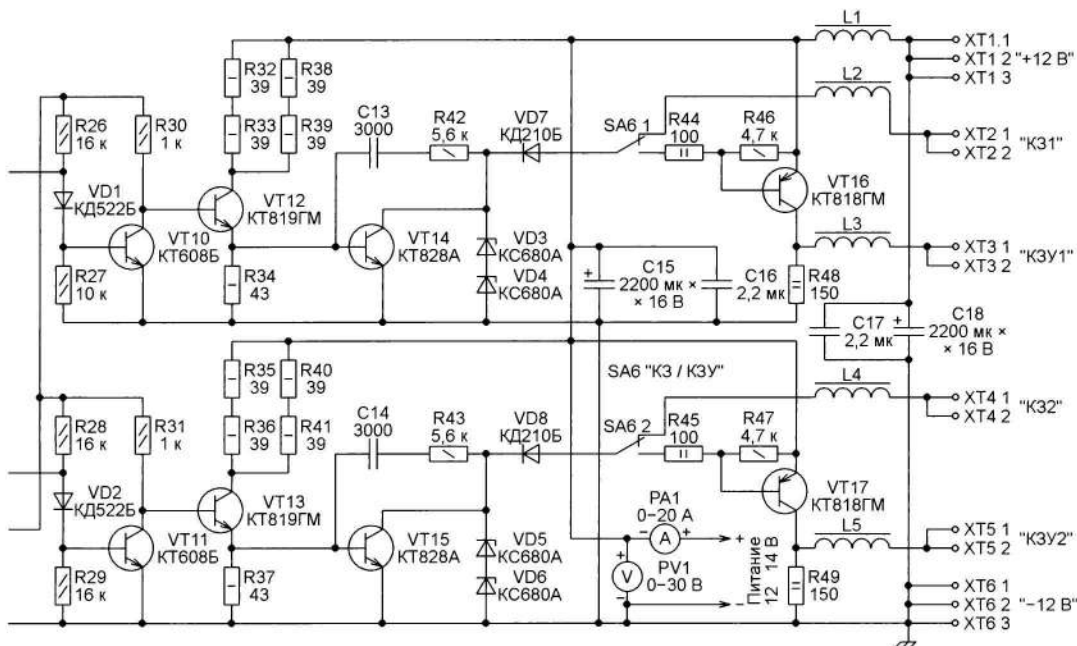 L1
XT1.1
XT1 2 "+12 В"
XT1 3
R32
39
R38
39
L2
R26
16 к
R30
1 к
R33
39
R39
39
C13
3000
R42
5,6 к
VD7
КД210Б
SA6 1
R44
100
R46
4,7 к
XT2 1
XT2 2
"КЗ1"
VD1
КД522Б
VT12
КТ819ГМ
VT16
КТ818ГМ
VT10
КТ608Б
VT14
КТ828А
VD3
КС680А
VD4
КС680А
L3
XT3 1
XT3 2
"КЗУ1"
R27
10 к
R34
43
+
C15
2200 мк ×
× 16 В
C16
2,2 мк
R48
150
C17
2,2 мк
+
C18
2200 мк ×
× 16 В
R35
39
R40
39
SA6 "КЗ / КЗУ"
L4
XT4 1
XT4 2
"КЗ2"
R28
16 к
R31
1 к
R36
39
R41
39
C14
3000
R43
5,6 к
VD8
КД210Б
SA6 2
R45
100
R47
4,7 к
VD2
КД522Б
VT13
КТ819ГМ
VT17
КТ818ГМ
VT11
КТ608Б
VT15
КТ828А
VD5
КС680А
VD6
КС680А
PA1
0–20 А
− A +
+
V
−
PV1
0–30 В
+
−
Питание
12 14 В
L5
XT5 1
XT5 2
"КЗУ2"
R29
16 к
R37
43
R49
150
XT6 1
XT6 2 "−12 В"
XT6 3